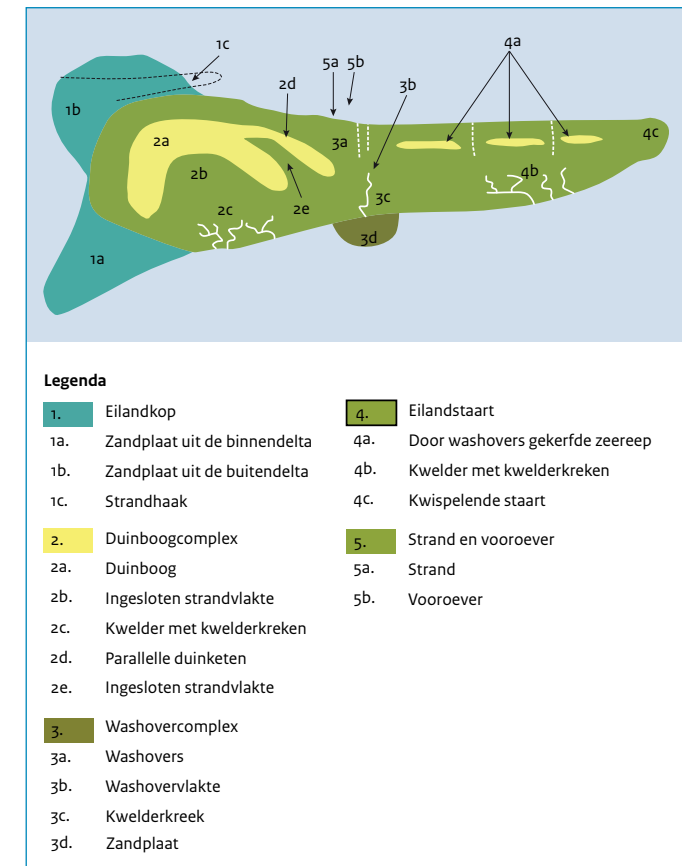 1c
5a 5b
4a
2d
3b
1b
4c
2a
3a
2b
4b
2e
3c
2c
3d
1a
Legenda
1. Eilandkop
1a. Zandplaat uit de binnendelta
1b. Zandplaat uit de buitendelta
1c. Strandhaak
2. Duinboogcomplex
2a. Duinboog
2b. Ingesloten strandvlakte
2c. Kwelder met kwelderkreken
2d. Parallelle duinketen
2e. Ingesloten strandvlakte
3. Washovercomplex
3a. Washovers
3b. Washovervlakte
3c. Kwelderkreek
3d. Zandplaat
4. Eilandstaart
4a. Door washovers gekerfde zeereep
4b. Kwelder met kwelderkreken
4c. Kwispelende staart
5. Strand en vooroever
5a. Strand
5b. Vooroever